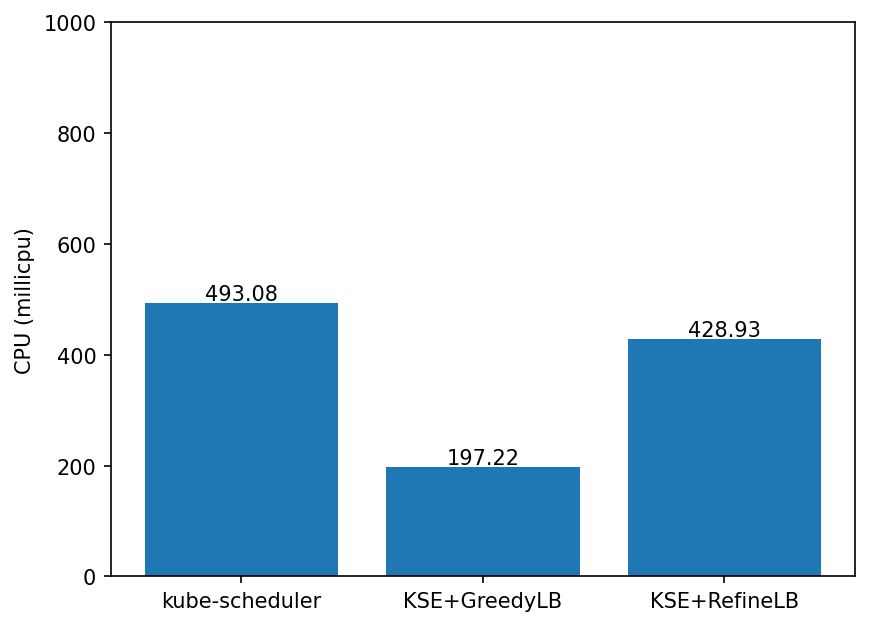 1000
800
600
400
200
0
CPU (millicpu)
493.08
197.22
428.93
kube-scheduler
KSE+GreedyLB
KSE+RefineLB